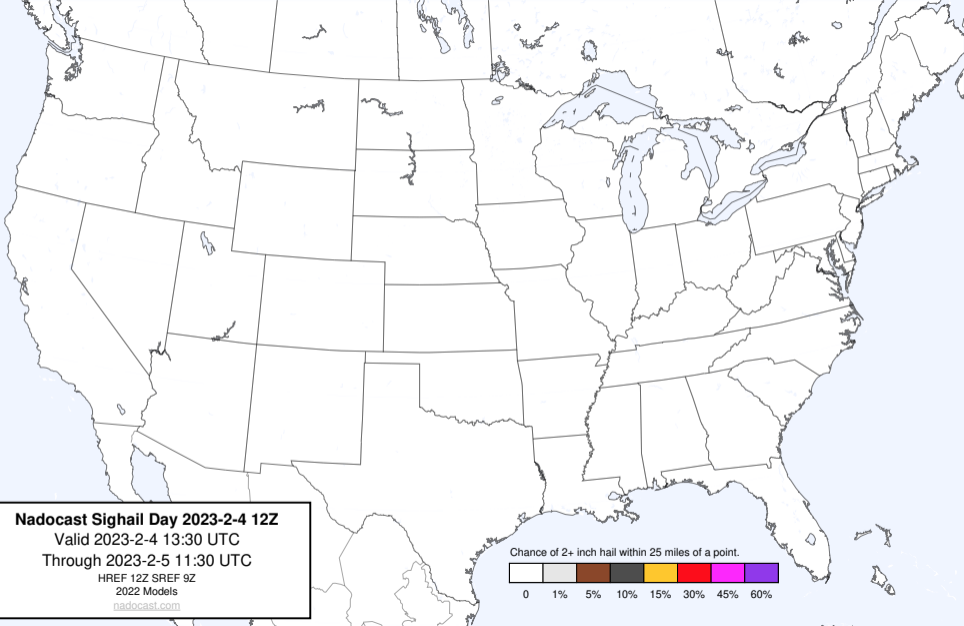 Nadocast Sighail Day 2023-2-4 12Z
Valid 2023-2-4 13:30 UTC
Through 2023-2-5 11:30 UTC
HREF 12Z SREF 9Z
2022 Models
nadocast.com
Chance of 2+ inch hail within 25 miles of a point.
0 1% 5% 10% 15% 30% 45% 60%